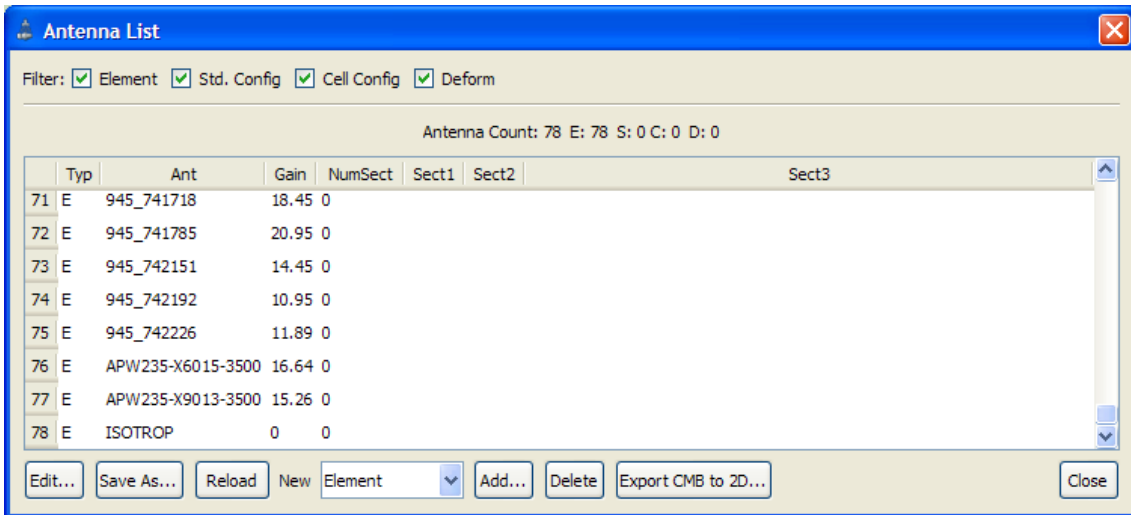 Antenna List
Filter: Element Std. Config Cell Config Deform
Antenna Count: 78 E: 78 S: 0 C: 0 D: 0
Typ Ant Gain NumSect Sect1 Sect2 Sect3
71 E 945_741718 18.45 0
72 E 945_741785 20.95 0
73 E 945_742151 14.45 0
74 E 945_742192 10.95 0
75 E 945_742226 11.89 0
76 E APW235-X6015-3500 16.64 0
77 E APW235-X9013-3500 15.26 0
78 E ISOTROP 0 0
Edit... Save As... Reload New Element Add... Delete Export CMB to 2D... Close